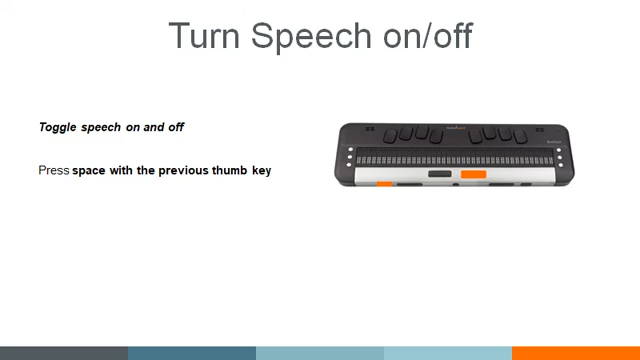 Turn Speech on/off
Toggle speech on and off
Press space with the previous thumb key